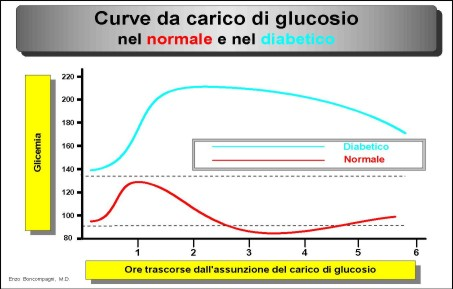 Curve da carico di glucosio
nel normale e nel diabetico
Glicemia
220
200
180
160
140
120
100
80
Diabetico
Normale
1 2 3 4 5 6
Ore trascorse dall'assunzione del carico di glucosio
Enzo Boncompagni, M.D.